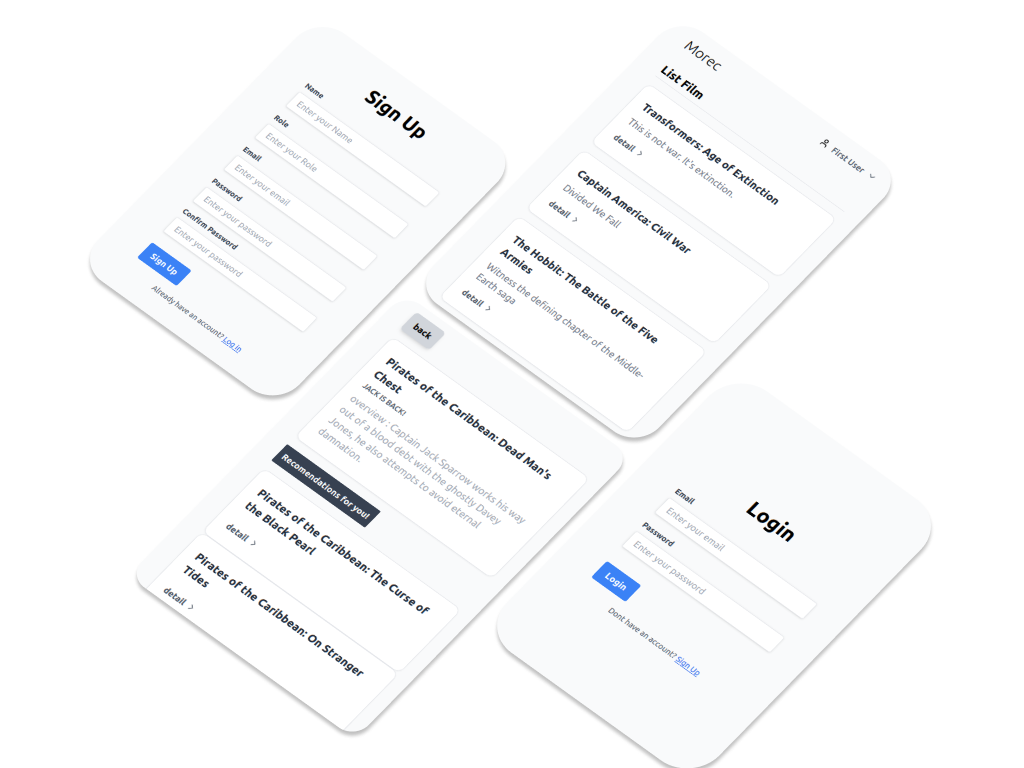 Sign Up
Name
Enter your Name
Role
Enter your Role
Email
Enter your email
Password
Enter your password
Confirm Password
Enter your password
Sign Up
Already have an account? Log in
Morec
List Film
First User
Transformers: Age of Extinction
This is not war. It's extinction.
detail
Captain America: Civil War
Divided We Fall
detail
The Hobbit: The Battle of the Five
Armies
Witness the defining chapter of the Middle-
Earth saga
detail
back
Pirates of the Caribbean: Dead Man's
Chest
JACK IS BACK!
overview : Captain Jack Sparrow works his way
out of a blood debt with the ghostly Davey
Jones, he also attempts to avoid eternal
damnation.
Recomendations for you!
Pirates of the Caribbean: The Curse of
the Black Pearl
detail
Pirates of the Caribbean: On Stranger
Tides
detail
Login
Email
Enter your email
Password
Enter your password
Login
Dont have an account? Sign Up